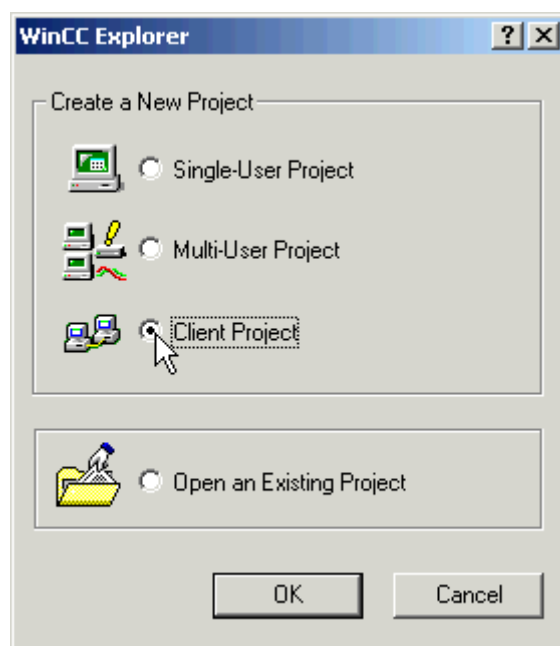 WinCC Explorer
Create a New Project
Single-User Project
Multi-User Project
Client Project
Open an Existing Project
OK Cancel